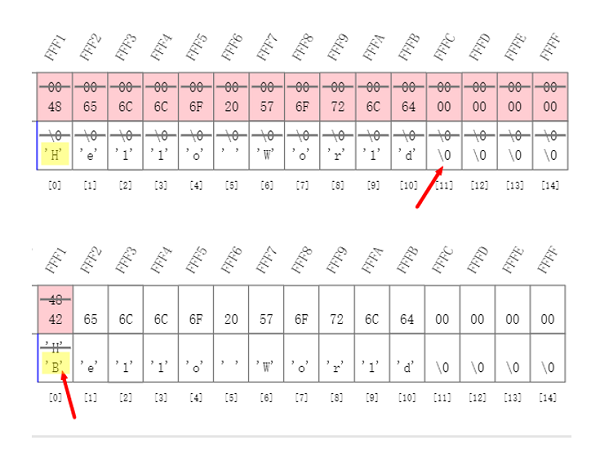 FFF1 FFF2 FFF3 FFF4 FFF5 FFF6 FFF7 FFF8 FFF9 FFFA FFFB FFFC FFFD FFFE FFFF
00 00 00 00 00 00 00 00 00 00 00 00 00 00 00
48 65 6C 6C 6F 20 57 6F 72 6C 64 00 00 00 00
\0 \0 \0 \0 \0 \0 \0 \0 \0 \0 \0 \0 \0 \0 \0
'H' 'e' 'l' 'l' 'o' ' ' 'W' 'o' 'r' 'l' 'd' \0 \0 \0 \0
[0] [1] [2] [3] [4] [5] [6] [7] [8] [9] [10] [11] [12] [13] [14]
FFF1 FFF2 FFF3 FFF4 FFF5 FFF6 FFF7 FFF8 FFF9 FFFA FFFB FFFC FFFD FFFE FFFF
48
42 65 6C 6C 6F 20 57 6F 72 6C 64 00 00 00 00
'H'
'B' 'e' 'l' 'l' 'o' ' ' 'W' 'o' 'r' 'l' 'd' \0 \0 \0 \0
[0] [1] [2] [3] [4] [5] [6] [7] [8] [9] [10] [11] [12] [13] [14]